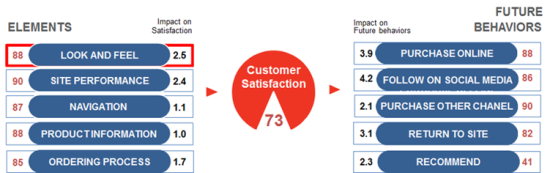 ELEMENTS
Impact on
Satisfaction
88 LOOK AND FEEL 2.5
90 SITE PERFORMANCE 2.4
87 NAVIGATION 1.1
88 PRODUCT INFORMATION 1.0
85 ORDERING PROCESS 1.7
Customer
Satisfaction
73
Impact on
Future behaviors
FUTURE
BEHAVIORS
3.9 PURCHASE ONLINE 88
4.2 FOLLOW ON SOCIAL MEDIA 86
2.1 PURCHASE OTHER CHANEL 90
3.1 RETURN TO SITE 82
2.3 RECOMMEND 41